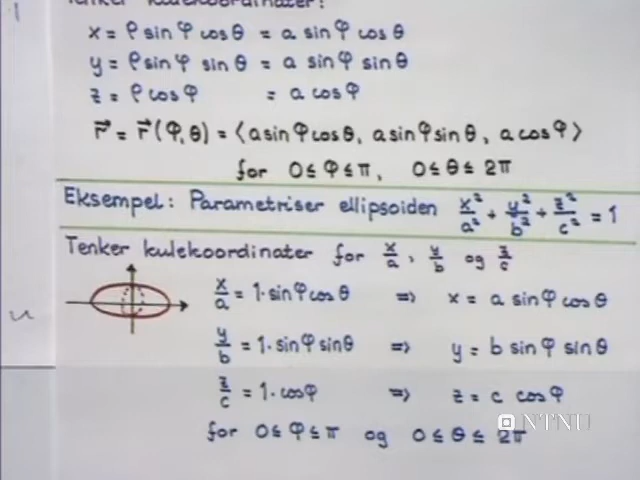 Tenker kulekoordinater:
x = ρ sin φ cos θ = a sin φ cos θ
y = ρ sin φ sin θ = a sin φ sin θ
z = ρ cos φ = a cos φ
r⃗ = r⃗(φ, θ) = ⟨a sin φ cos θ, a sin φ sin θ, a cos φ⟩
for 0 ≤ φ ≤ π, 0 ≤ θ ≤ 2π
Eksempel: Parametriser ellipsoiden x²/a² + y²/b² + z²/c² = 1
Tenker kulekoordinater for x/a, y/b og z/c
x/a = 1·sin φ cos θ ⇒ x = a sin φ cos θ
y/b = 1·sin φ sin θ ⇒ y = b sin φ sin θ
z/c = 1·cos φ ⇒ z = c cos φ
NTNU
for 0 ≤ φ ≤ π og 0 ≤ θ ≤ 2π